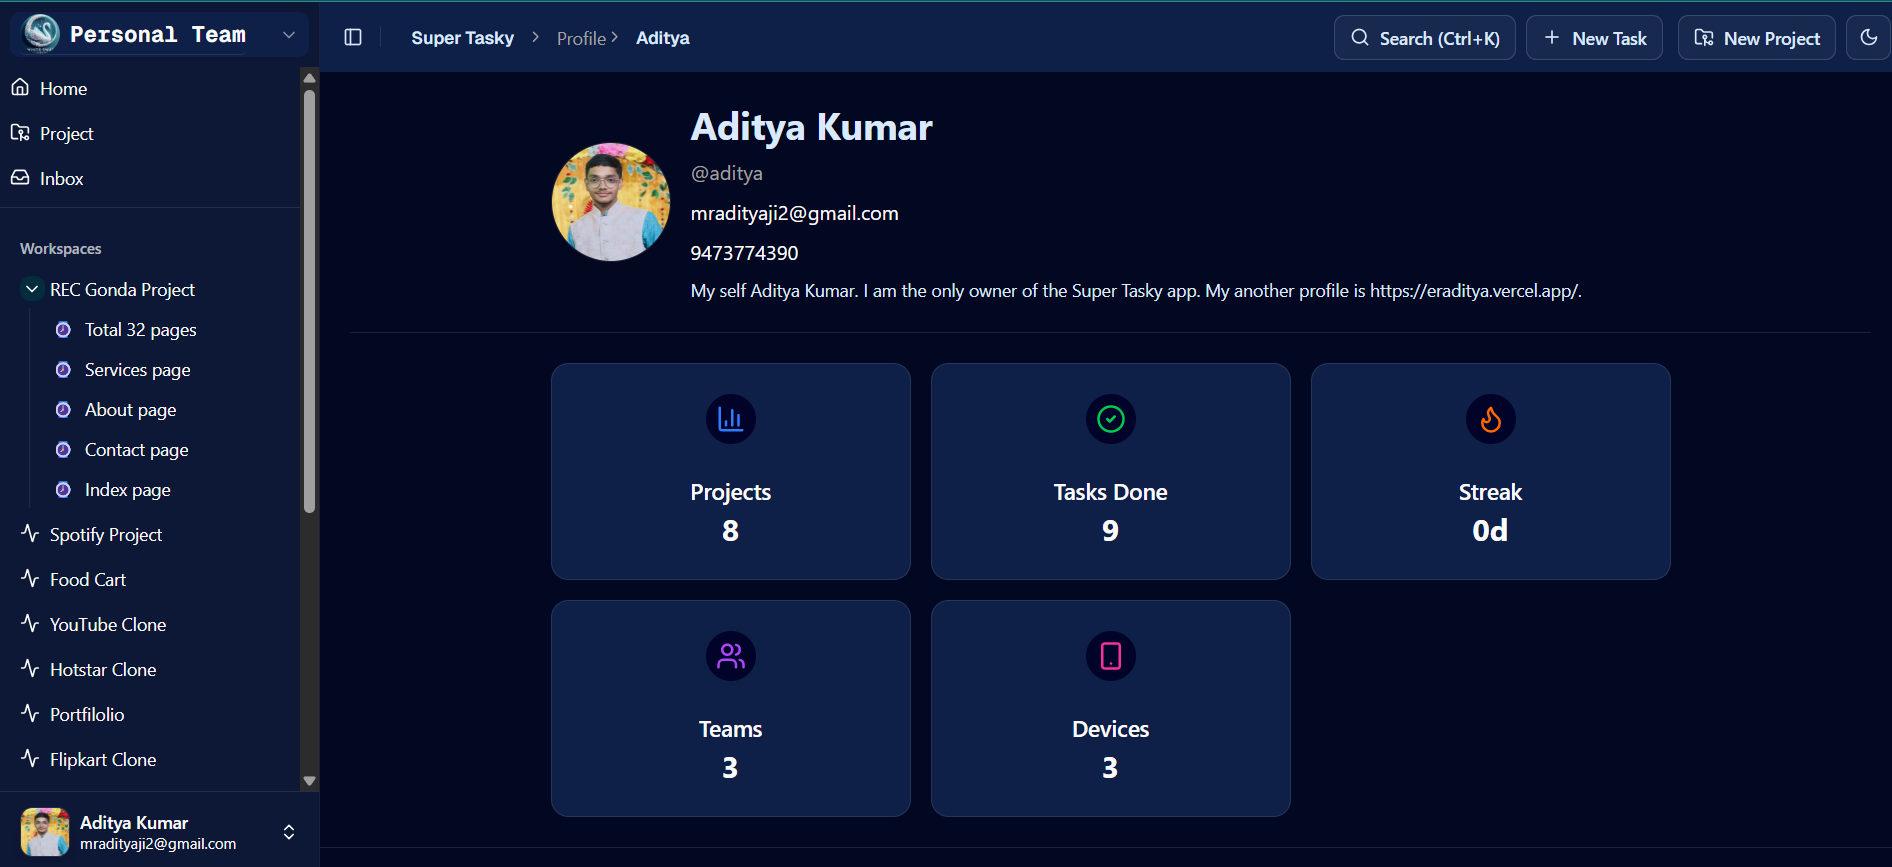 Personal Team
Home
Project
Inbox
Workspaces
REC Gonda Project
Total 32 pages
Services page
About page
Contact page
Index page
Spotify Project
Food Cart
YouTube Clone
Hotstar Clone
Portfilolio
Flipkart Clone
Aditya Kumar
mradityaji2@gmail.com
Super Tasky > Profile > Aditya
Search (Ctrl+K)
New Task
New Project
Aditya Kumar
@aditya
mradityaji2@gmail.com
9473774390
My self Aditya Kumar. I am the only owner of the Super Tasky app. My another profile is https://eraditya.vercel.app/.
Projects
8
Tasks Done
9
Streak
0d
Teams
3
Devices
3